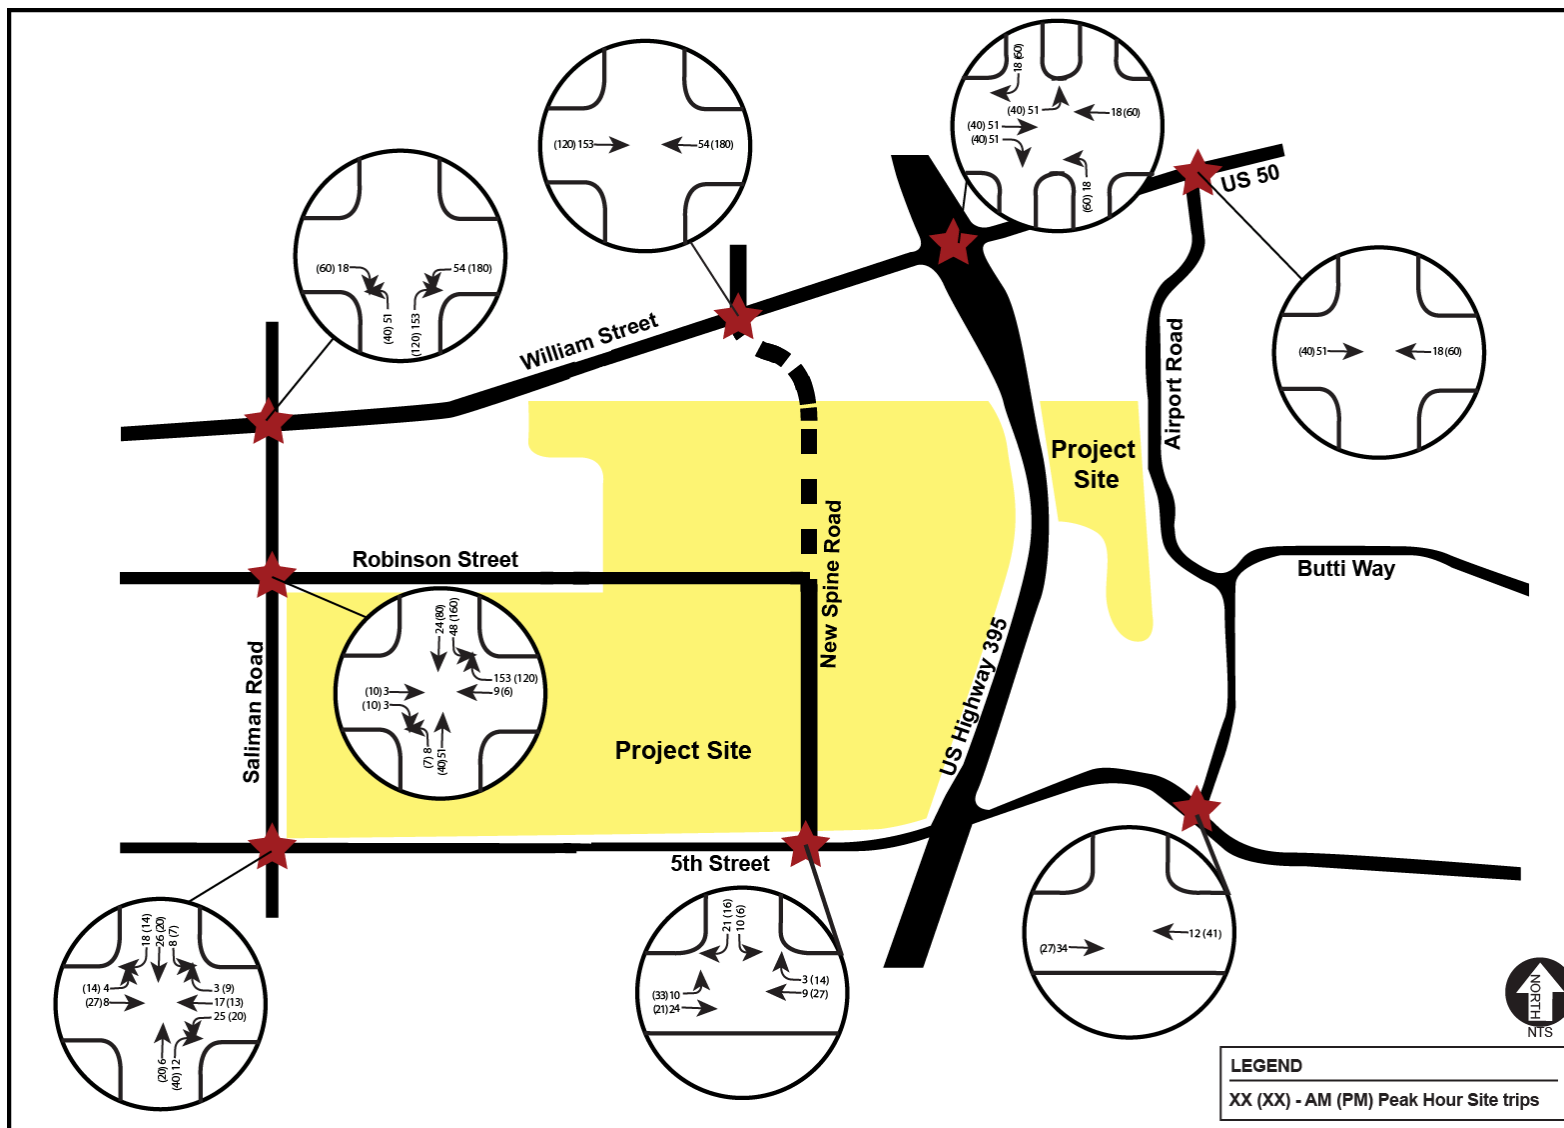 18 (60)
(40) 51
18 (60)
(40) 51
(40) 51
(60) 18
(120) 153
54 (180)
US 50
(60) 18
54 (180)
(40) 51
(120) 153
William Street
Airport Road
(40) 51
18 (60)
Project
Site
Robinson Street
New Spine Road
Butti Way
24 (80)
48 (160)
153 (120)
(10) 3
9 (6)
(10) 3
(7) 8
(40) 51
Saliman Road
US Highway 395
Project Site
5th Street
18 (14)
26 (20)
8 (7)
(14) 4
3 (9)
(27) 8
17 (13)
25 (20)
(20) 6
(40) 12
21 (16)
10 (6)
3 (14)
(33) 10
9 (27)
(21) 24
12 (41)
(27) 34
NORTH
NTS
LEGEND
XX (XX) - AM (PM) Peak Hour Site trips